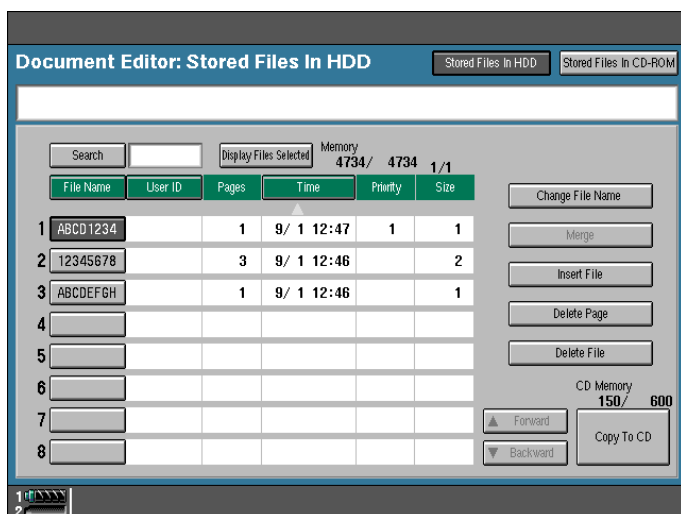 Document Editor: Stored Files In HDD Stored Files In HDD Stored Files In CD-ROM
Search Display Files Selected Memory 4734/ 4734 1/1
File Name User ID Pages Time Priority Size
1 ABCD1234 1 9/ 1 12:47 1 1
2 12345678 3 9/ 1 12:46 2
3 ABCDEFGH 1 9/ 1 12:46 1
4
5
6
7
8
Change File Name
Merge
Insert File
Delete Page
Delete File
CD Memory
150/ 600
▲ Forward
▼ Backward
Copy To CD
1
2